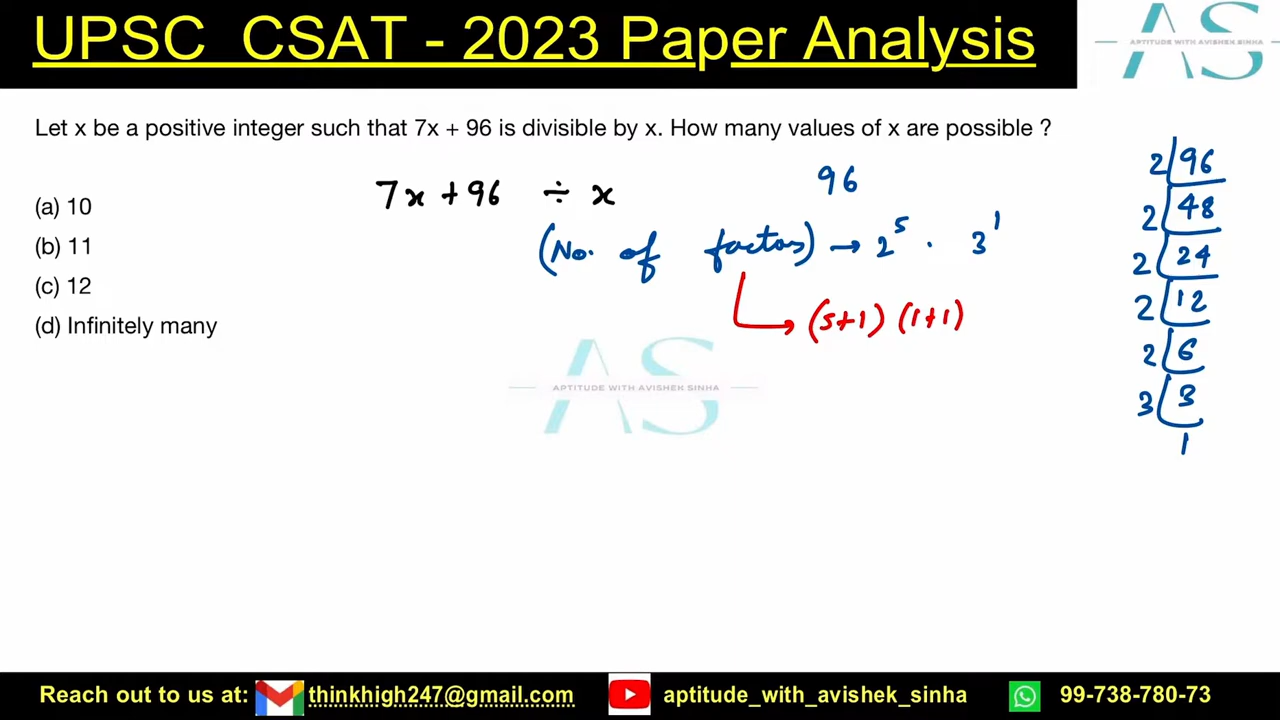 UPSC CSAT - 2023 Paper Analysis
AS
APTITUDE WITH AVISHEK SINHA
Let x be a positive integer such that 7x + 96 is divisible by x. How many values of x are possible ?
(a) 10
(b) 11
(c) 12
(d) Infinitely many
7x + 96 ÷ x
96
(No. of factors) → 2^5 · 3^1
(5+1) (1+1)
2 | 96
2 | 48
2 | 24
2 | 12
2 | 6
3 | 3
1
AS
APTITUDE WITH AVISHEK SINHA
Reach out to us at: thinkhigh247@gmail.com aptitude_with_avishek_sinha 99-738-780-73